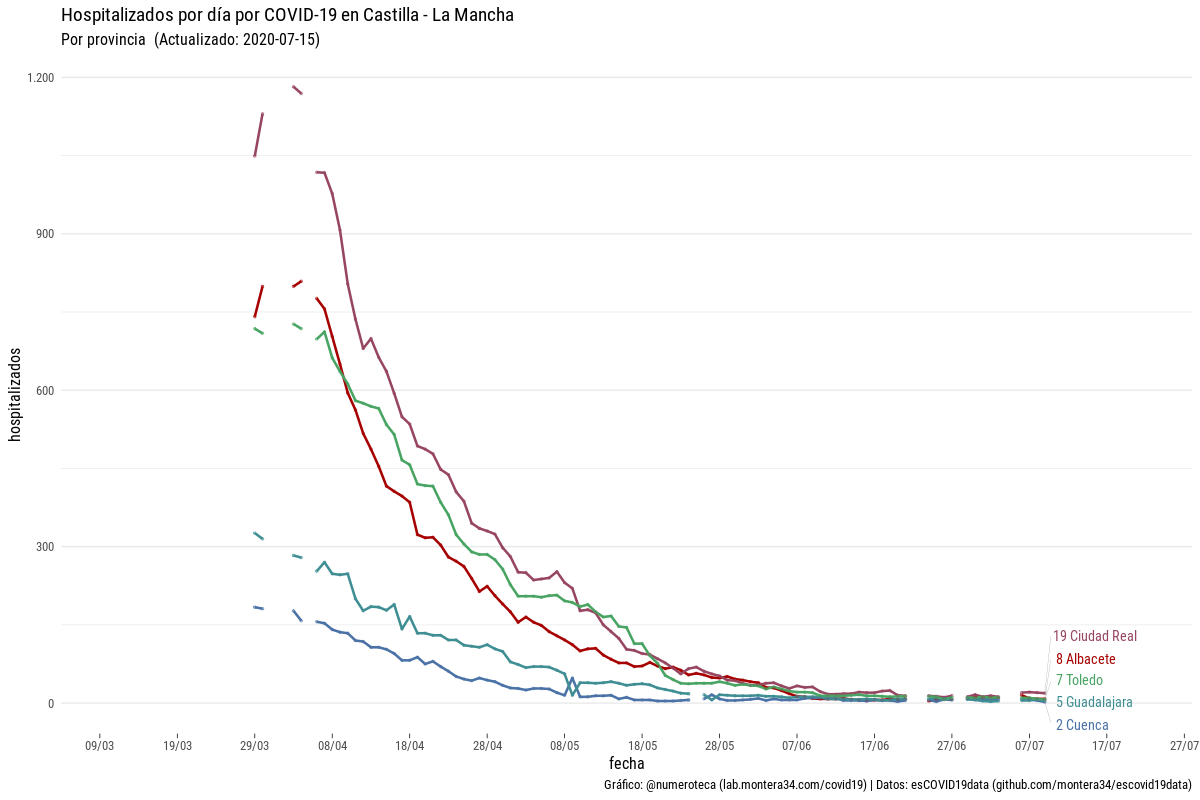 Hospitalizados por día por COVID-19 en Castilla - La Mancha
Por provincia (Actualizado: 2020-07-15)
1.200
900
600
300
0
hospitalizados
19 Ciudad Real
8 Albacete
7 Toledo
5 Guadalajara
2 Cuenca
09/03 19/03 29/03 08/04 18/04 28/04 08/05 18/05 28/05 07/06 17/06 27/06 07/07 17/07 27/07
fecha
Gráfico: @numeroteca (lab.montera34.com/covid19) | Datos: esCOVID19data (github.com/montera34/escovid19data)